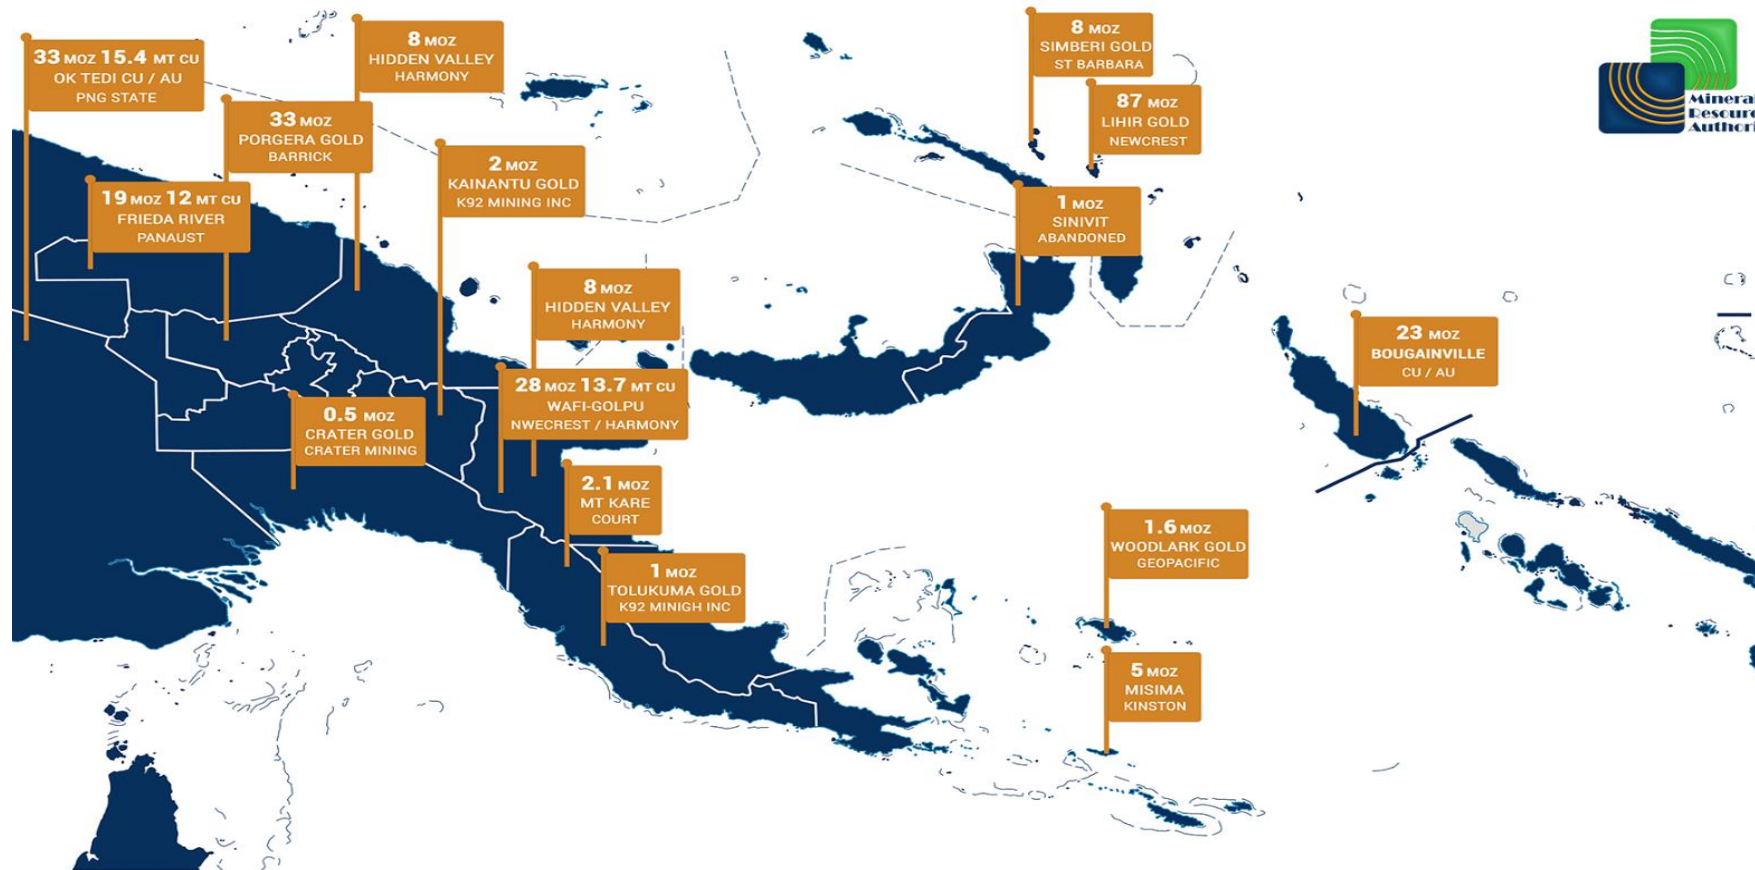 33 MOZ 15.4 MT CU
OK TEDI CU / AU
PNG STATE
8 MOZ
HIDDEN VALLEY
HARMONY
8 MOZ
SIMBERI GOLD
ST BARBARA
Mineral
Resourc
Authori
33 MOZ
PORGERA GOLD
BARRICK
87 MOZ
LIHIR GOLD
NEWCREST
2 MOZ
KAINANTU GOLD
K92 MINING INC
19 MOZ 12 MT CU
FRIEDA RIVER
PANAUST
1 MOZ
SINIVIT
ABANDONED
8 MOZ
HIDDEN VALLEY
HARMONY
23 MOZ
BOUGAINVILLE
CU / AU
28 MOZ 13.7 MT CU
WAFI-GOLPU
NWECREST / HARMONY
0.5 MOZ
CRATER GOLD
CRATER MINING
2.1 MOZ
MT KARE
COURT
1.6 MOZ
WOODLARK GOLD
GEOPACIFIC
1 MOZ
TOLUKUMA GOLD
K92 MINIGH INC
5 MOZ
MISIMA
KINSTON